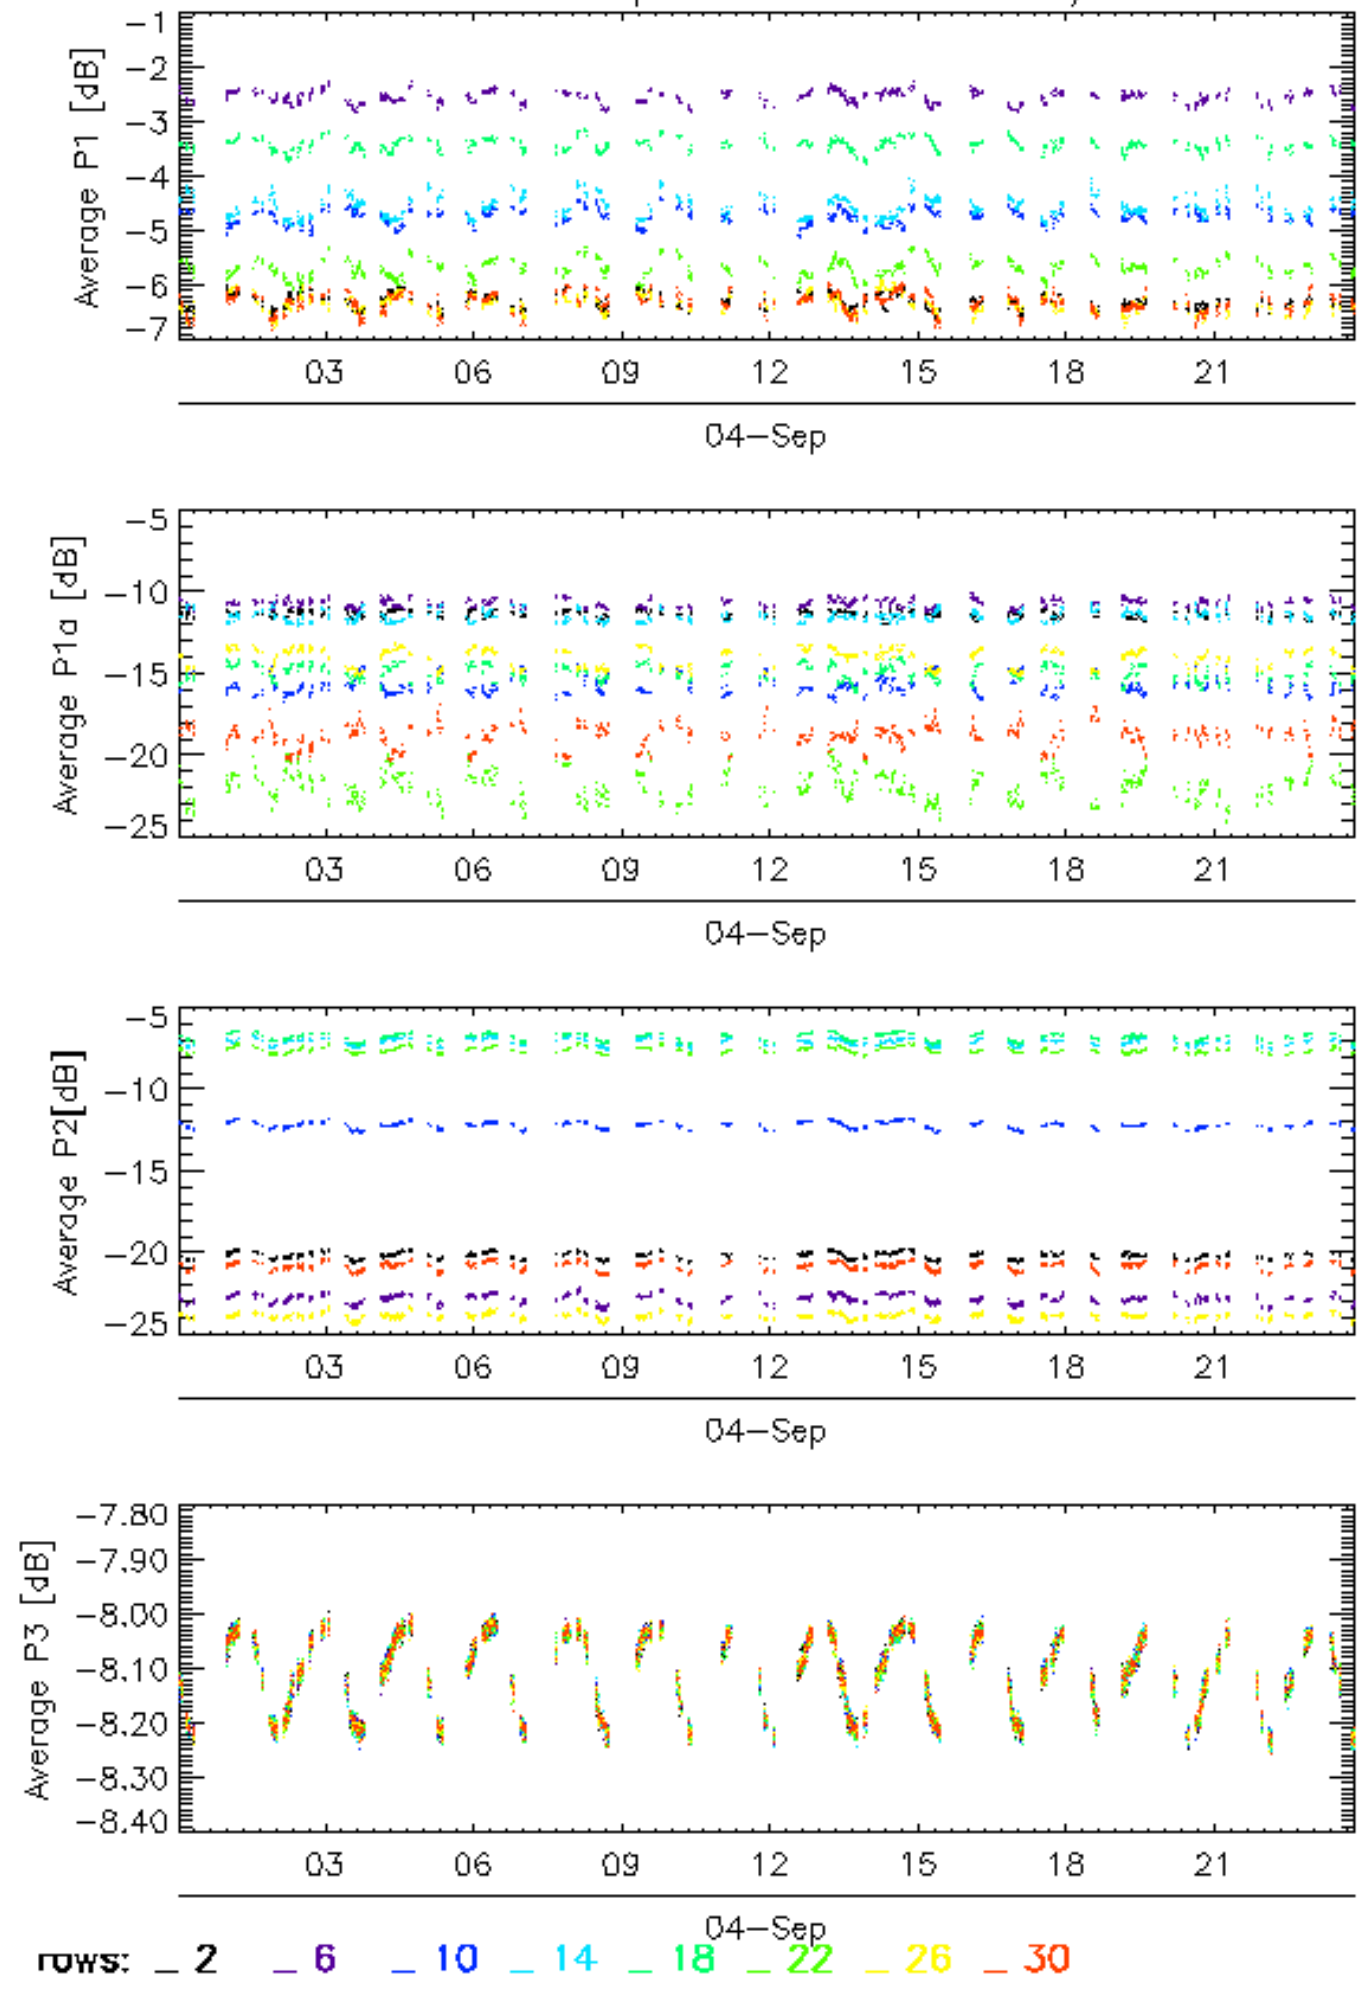 Average P1 [dB]
-1
-2
-3
-4
-5
-6
-7
03 06 09 12 15 18 21
04-Sep
Average P1a [dB]
-5
-10
-15
-20
-25
03 06 09 12 15 18 21
04-Sep
Average P2[dB]
-5
-10
-15
-20
-25
03 06 09 12 15 18 21
04-Sep
Average P3 [dB]
-7.80
-7.90
-8.00
-8.10
-8.20
-8.30
-8.40
03 06 09 12 15 18 21
04-Sep
rows: _ 2 _ 6 _ 10 _ 14 _ 18 _ 22 _ 26 _ 30